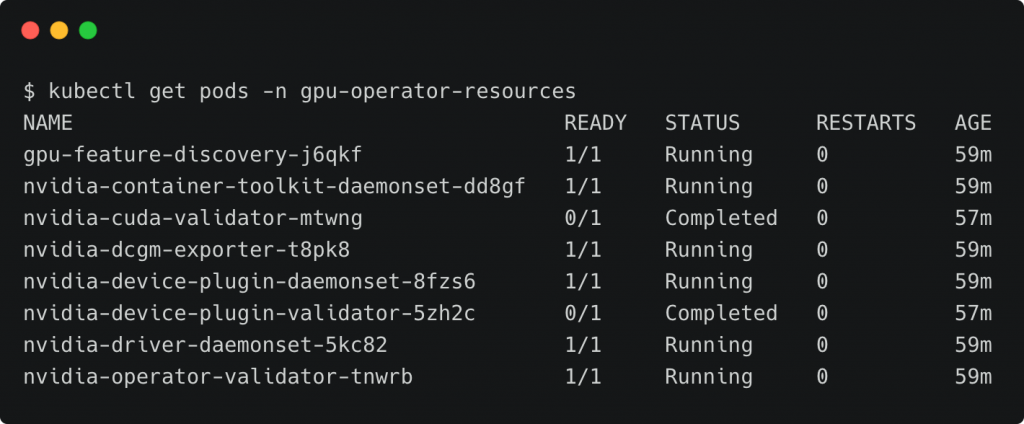 $ kubectl get pods -n gpu-operator-resources
NAME READY STATUS RESTARTS AGE
gpu-feature-discovery-j6qkf 1/1 Running 0 59m
nvidia-container-toolkit-daemonset-dd8gf 1/1 Running 0 59m
nvidia-cuda-validator-mtwng 0/1 Completed 0 57m
nvidia-dcgm-exporter-t8pk8 1/1 Running 0 59m
nvidia-device-plugin-daemonset-8fzs6 1/1 Running 0 59m
nvidia-device-plugin-validator-5zh2c 0/1 Completed 0 57m
nvidia-driver-daemonset-5kc82 1/1 Running 0 59m
nvidia-operator-validator-tnwrb 1/1 Running 0 59m